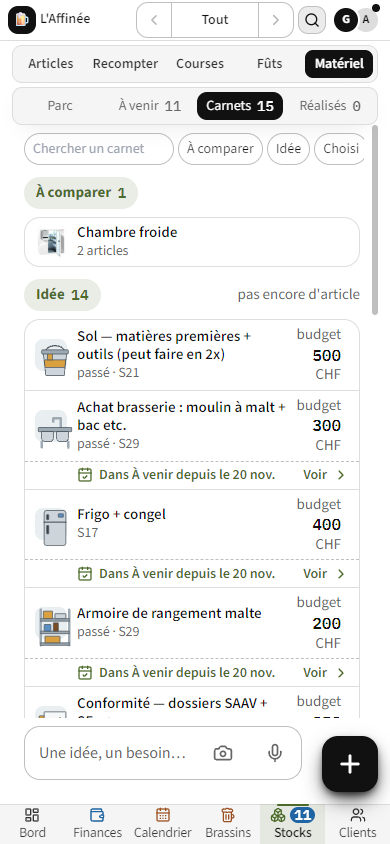 L'Affinée
Tout
G
A
Articles Recompter Courses Fûts Matériel
Parc À venir 11 Carnets 15 Réalisés 0
Chercher un carnet À comparer Idée Choisi
À comparer 1
Chambre froide
2 articles
Idée 14
pas encore d'article
Sol — matières premières +
outils (peut faire en 2x)
passé · S21
budget
500
CHF
Achat brasserie : moulin à malt +
bac etc.
passé · S29
budget
300
CHF
Dans À venir depuis le 20 nov. Voir
Frigo + congel
S17
budget
400
CHF
Dans À venir depuis le 20 nov. Voir
Armoire de rangement malte
passé · S29
budget
200
CHF
Dans À venir depuis le 20 nov. Voir
Conformité — dossiers SAAV +
budget
Une idée, un besoin…
Bord Finances Calendrier Brassins Stocks 11 Clients